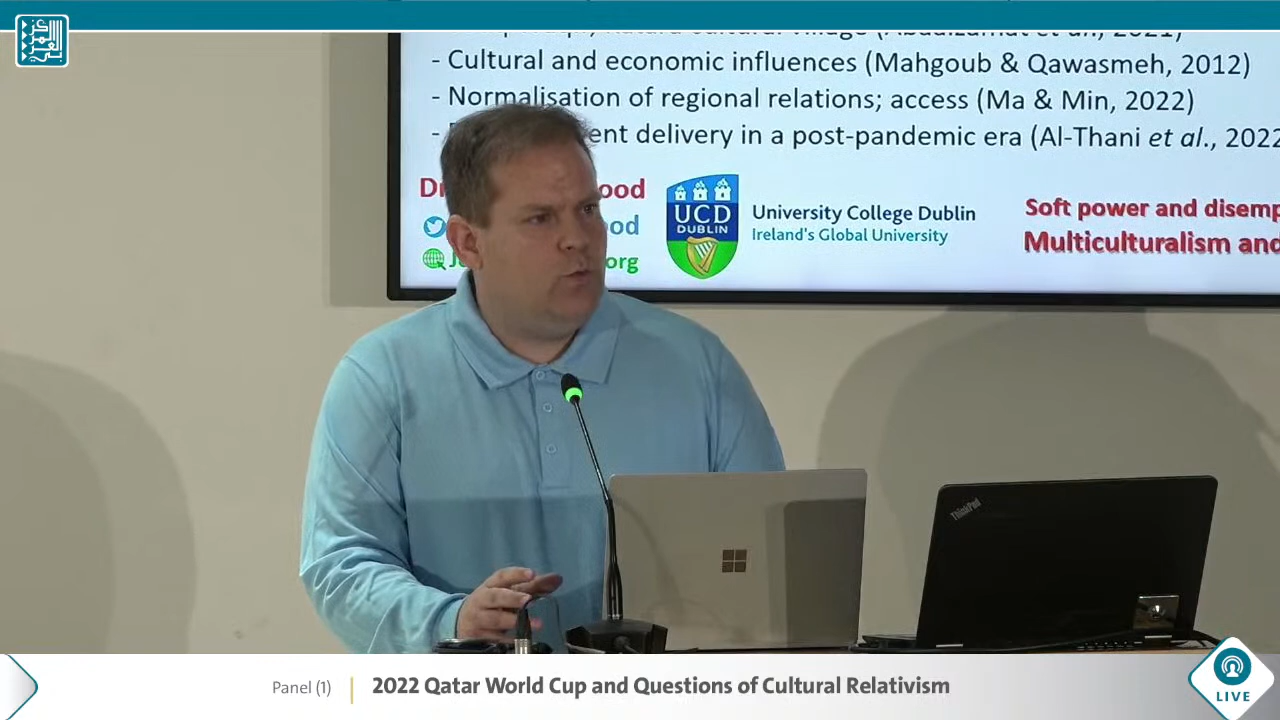 - Cultural and economic influences (Mahgoub & Qawasmeh, 2012)
- Normalisation of regional relations; access (Ma & Min, 2022)
delivery in a post-pandemic era (Al-Thani et al., 2022
UCD
DUBLIN
University College Dublin
Ireland's Global University
Soft power and
Multiculturalism and
ThinkPad
Panel (1)
2022 Qatar World Cup and Questions of Cultural Relativism
LIVE